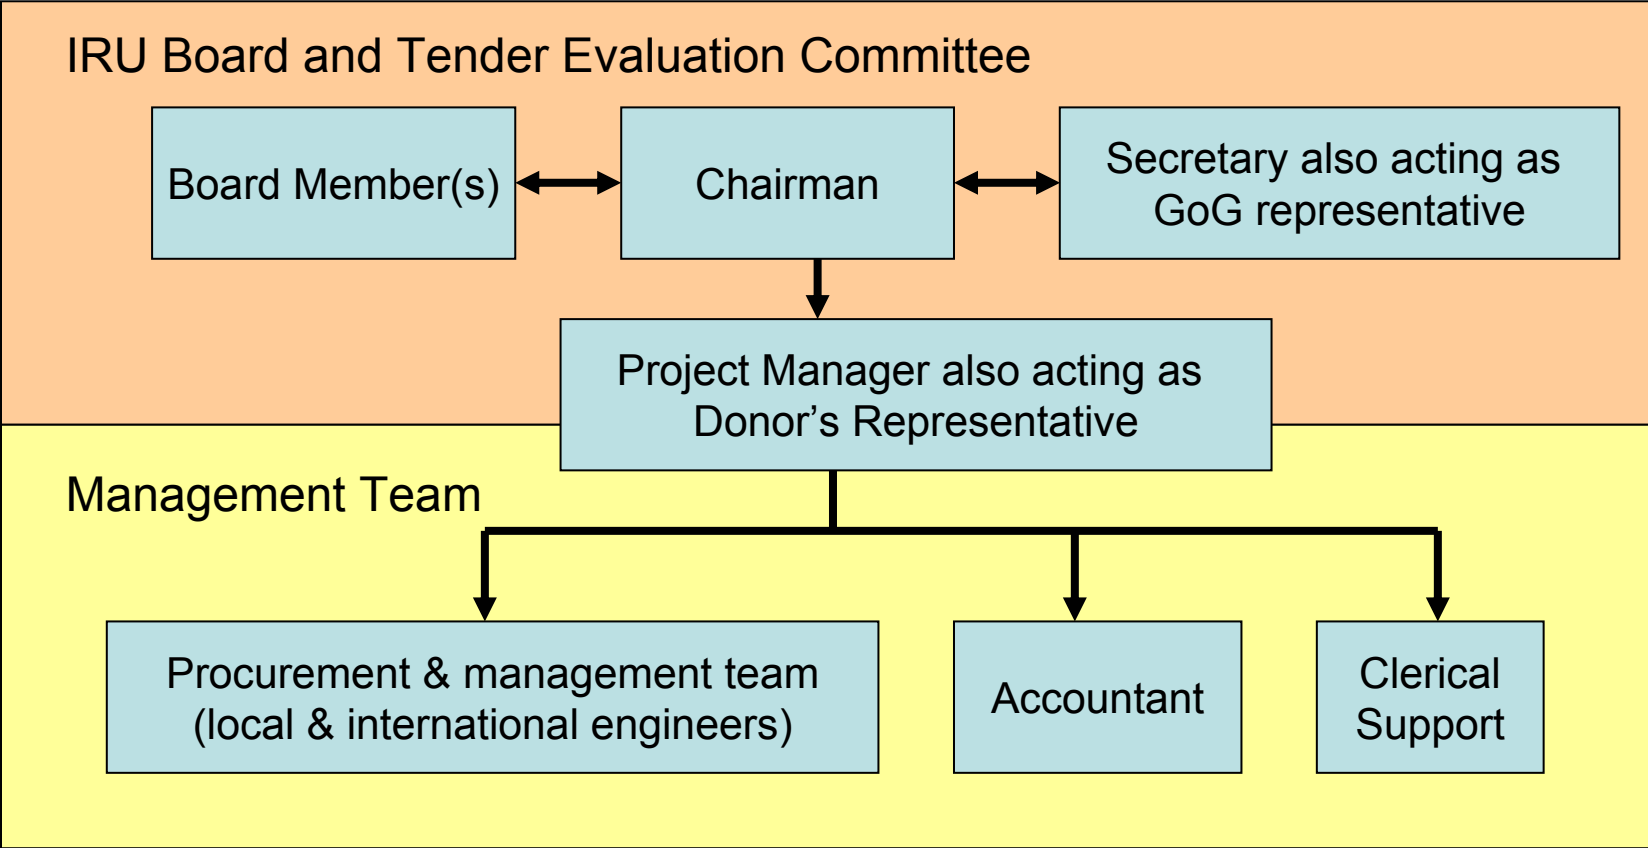 IRU Board and Tender Evaluation Committee
Board Member(s)
Chairman
Secretary also acting as
GoG representative
Project Manager also acting as
Donor’s Representative
Management Team
Procurement & management team
(local & international engineers)
Accountant
Clerical
Support